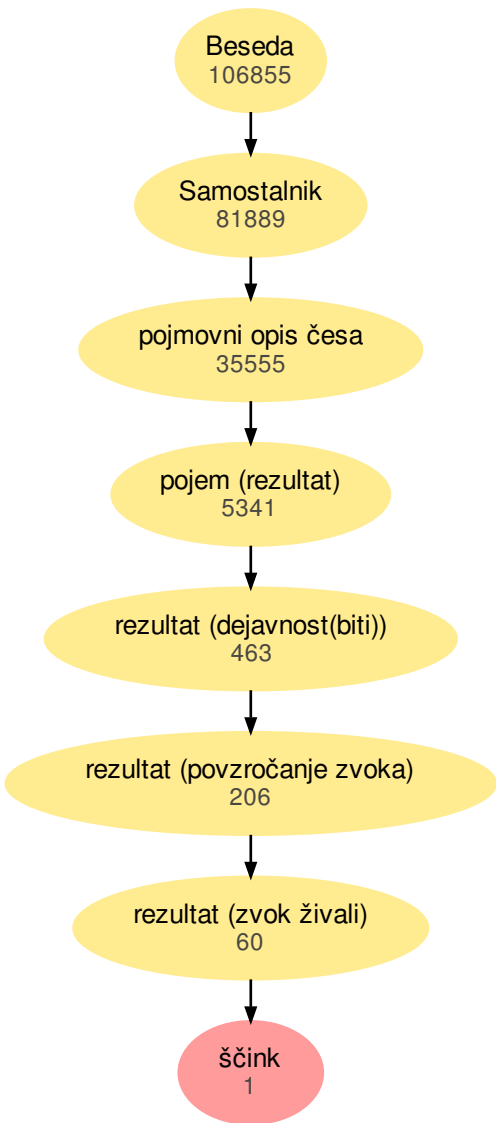 Beseda
106855
Samostalnik
81889
pojmovni opis česa
35555
pojem (rezultat)
5341
rezultat (dejavnost(biti))
463
rezultat (povzročanje zvoka)
206
rezultat (zvok živali)
60
ščink
1